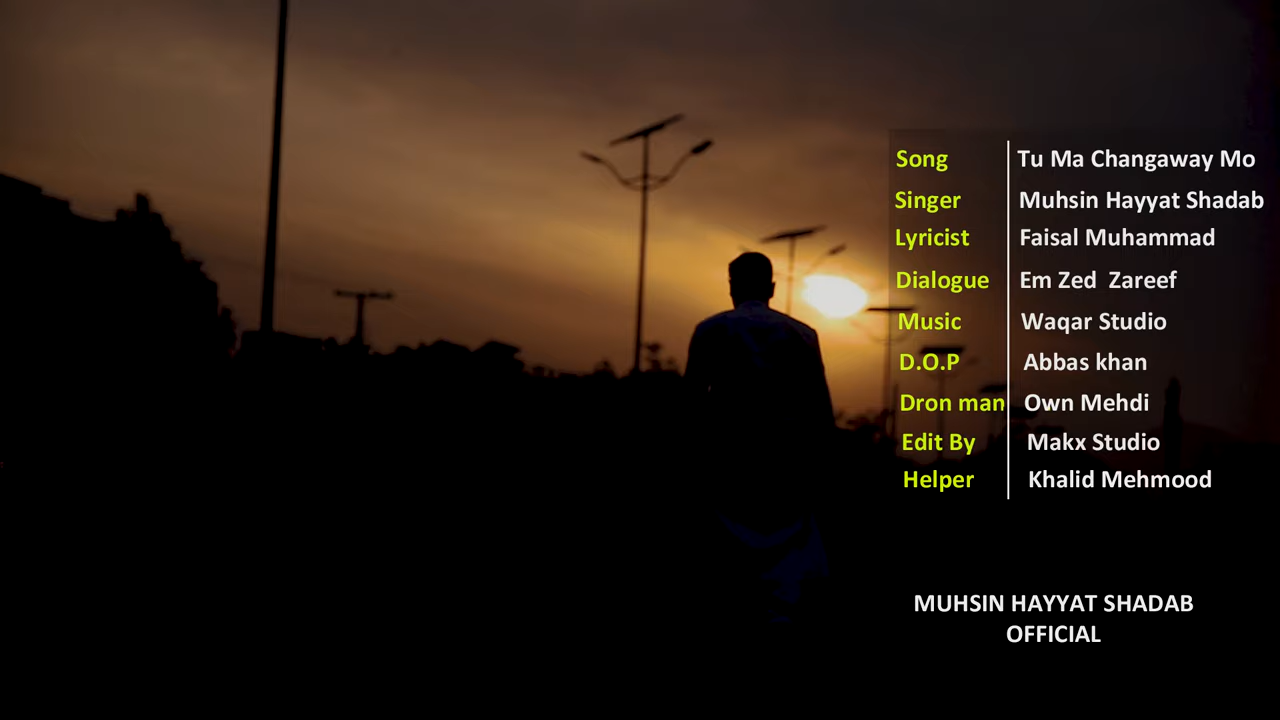 Song Tu Ma Changaway Mo
Singer Muhsin Hayyat Shadab
Lyricist Faisal Muhammad
Dialogue Em Zed Zareef
Music Waqar Studio
D.O.P Abbas khan
Dron man Own Mehdi
Edit By Makx Studio
Helper Khalid Mehmood
MUHSIN HAYYAT SHADAB
OFFICIAL